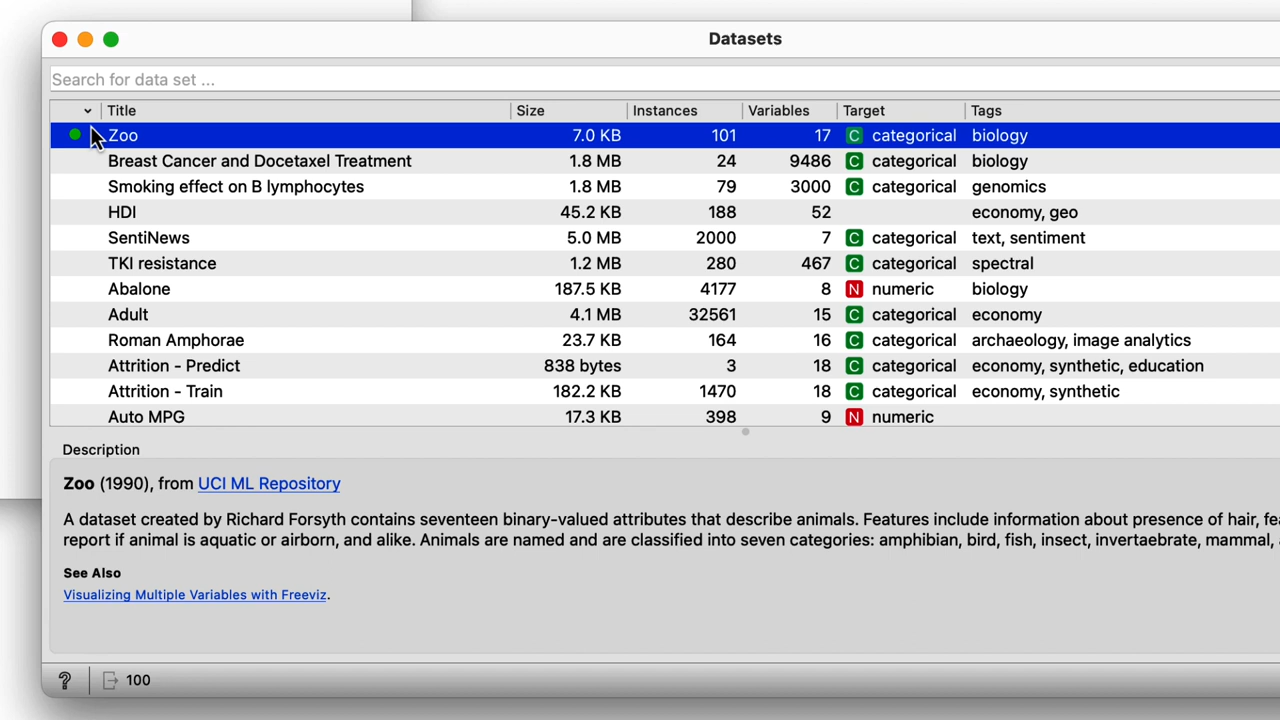 Datasets
Search for data set ...
Title Size Instances Variables Target Tags
Zoo 7.0 KB 101 17 C categorical biology
Breast Cancer and Docetaxel Treatment 1.8 MB 24 9486 C categorical biology
Smoking effect on B lymphocytes 1.8 MB 79 3000 C categorical genomics
HDI 45.2 KB 188 52 economy, geo
SentiNews 5.0 MB 2000 7 C categorical text, sentiment
TKI resistance 1.2 MB 280 467 C categorical spectral
Abalone 187.5 KB 4177 8 N numeric biology
Adult 4.1 MB 32561 15 C categorical economy
Roman Amphorae 23.7 KB 164 16 C categorical archaeology, image analytics
Attrition - Predict 838 bytes 3 18 C categorical economy, synthetic, education
Attrition - Train 182.2 KB 1470 18 C categorical economy, synthetic
Auto MPG 17.3 KB 398 9 N numeric
Description
Zoo (1990), from UCI ML Repository
A dataset created by Richard Forsyth contains seventeen binary-valued attributes that describe animals. Features include information about presence of hair,
report if animal is aquatic or airborn, and alike. Animals are named and are classified into seven categories: amphibian, bird, fish, insect, invertaebrate, mammal,
See Also
Visualizing Multiple Variables with Freeviz.
? 100